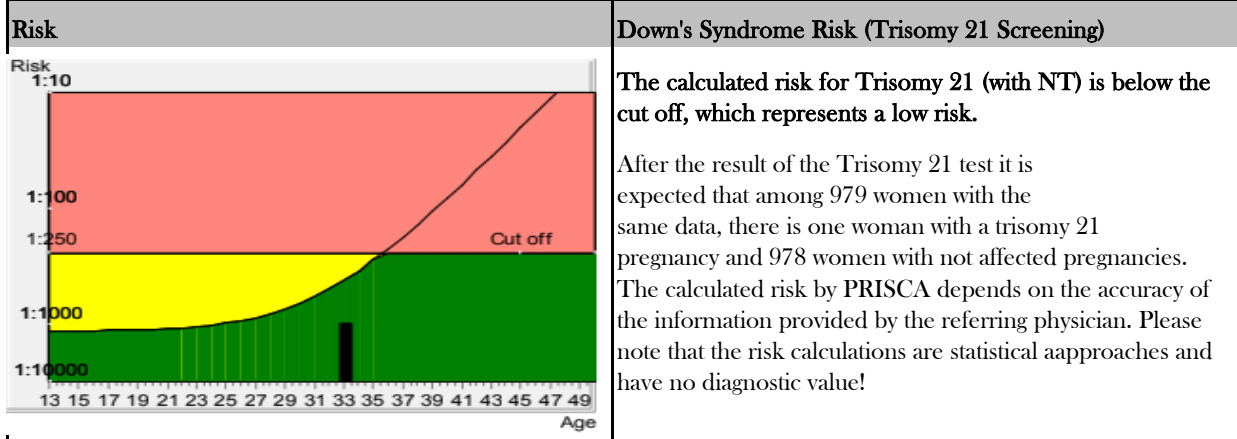 Risk
Down's Syndrome Risk (Trisomy 21 Screening)
Risk
1:10
1:100
1:250
Cut off
1:1000
1:10000
13 15 17 19 21 23 25 27 29 31 33 35 37 39 41 43 45 47 49
Age
The calculated risk for Trisomy 21 (with NT) is below the
cut off, which represents a low risk.
After the result of the Trisomy 21 test it is
expected that among 979 women with the
same data, there is one woman with a trisomy 21
pregnancy and 978 women with not affected pregnancies.
The calculated risk by PRISCA depends on the accuracy of
the information provided by the referring physician. Please
note that the risk calculations are statistical aapproaches and
have no diagnostic value!